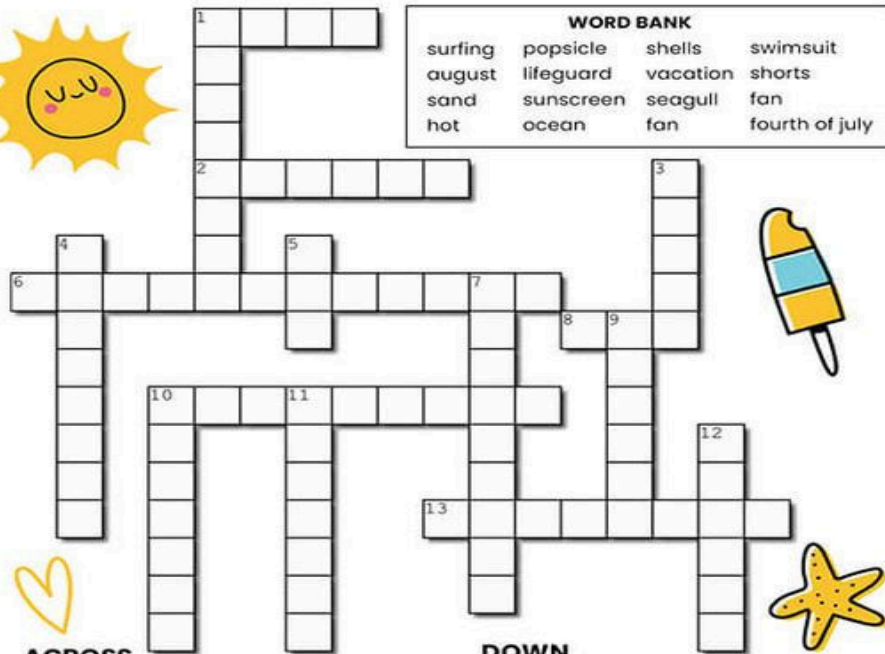 1
WORD BANK
surfing popsicle shells swimsuit
august lifeguard vacation shorts
sand sunscreen seagull fan
hot ocean fan fourth of july
2
3
4
5
6
7
8
9
10
11
12
13
ACROSS
DOWN